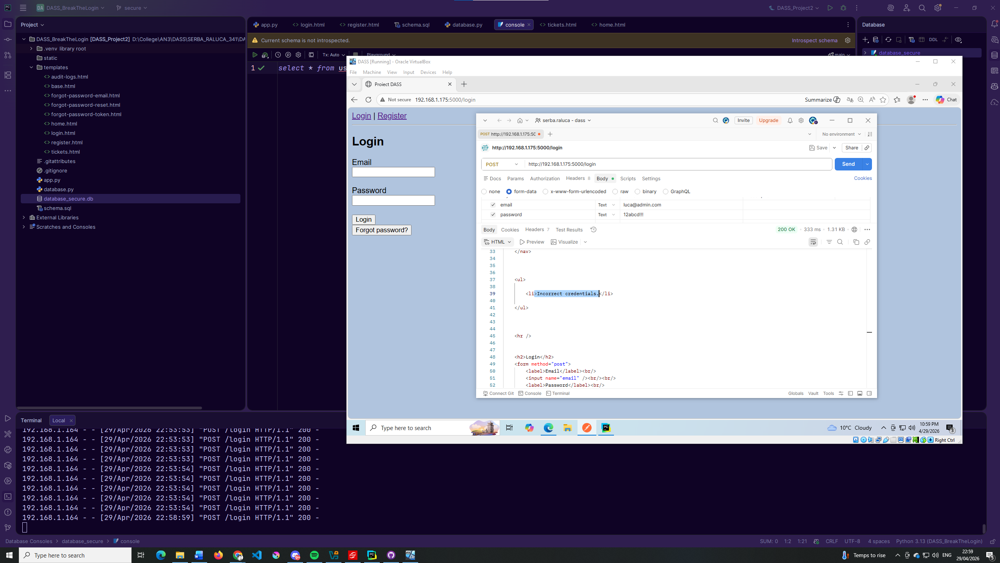 PC
DA DASS_BreakTheLogin
secure
DASS_Project2
Project
DASS_BreakTheLogin [DASS_Project2] D:\College\AN3\DASS\SERBA_RALUCA_341\DA
.venv library root
static
templates
audit-logs.html
base.html
forgot-password-email.html
forgot-password-reset.html
forgot-password-token.html
home.html
login.html
register.html
tickets.html
.gitattributes
.gitignore
app.py
database.py
database_secure.db
schema.sql
External Libraries
Scratches and Consoles
app.py
login.html
register.html
schema.sql
database.py
console
tickets.html
home.html
Current schema is not introspected.
Introspect schema
Tx: Auto
Playground
main
1
select * from us
Database
DDL
database_secure
DASS [Running] - Oracle VirtualBox
File Machine View Input Devices Help
Proiect DASS
Not secure 192.168.1.175:5000/login
Summarize
Chat
Login | Register
Login
Email
Password
Login
Forgot password?
serba.raluca - dass
Invite
Upgrade
POST http://192.168.1.175:50
No environment
HTTP http://192.168.1.175:5000/login
Save
Share
POST http://192.168.1.175:5000/login
Send
Docs Params Authorization Headers 8 Body Scripts Settings
Cookies
none form-data x-www-form-urlencoded raw binary GraphQL
email Text luca@admin.com
password Text 12abcd!!!
Body Cookies Headers 7 Test Results
200 OK 333 ms 1.31 KB
HTML Preview Visualize
33 </nav>
34
35
36
37 <ul>
38
39 <li>Incorrect credentials.</li>
40
41 </ul>
42
43
44
45 <hr />
46
47
48 <h2>Login</h2>
49 <form method="post">
50 <label>Email</label><br/>
51 <input name="email" /><br/><br/>
52 <label>Password</label><br/>
Connect Git Console Terminal
Globals Vault Tools
Type here to search
10°C Cloudy
10:59 PM
4/29/2026
3
Right Ctrl
Terminal
Local
192.168.1.164 - - [29/Apr/2026 22:53:53] "POST /login HTTP/1.1" 200 -
192.168.1.164 - - [29/Apr/2026 22:53:53] "POST /login HTTP/1.1" 200 -
192.168.1.164 - - [29/Apr/2026 22:53:53] "POST /login HTTP/1.1" 200 -
192.168.1.164 - - [29/Apr/2026 22:53:53] "POST /login HTTP/1.1" 200 -
192.168.1.164 - - [29/Apr/2026 22:53:54] "POST /login HTTP/1.1" 200 -
192.168.1.164 - - [29/Apr/2026 22:53:54] "POST /login HTTP/1.1" 200 -
192.168.1.164 - - [29/Apr/2026 22:53:54] "POST /login HTTP/1.1" 200 -
192.168.1.164 - - [29/Apr/2026 22:53:54] "POST /login HTTP/1.1" 200 -
192.168.1.164 - - [29/Apr/2026 22:53:54] "POST /login HTTP/1.1" 200 -
192.168.1.164 - - [29/Apr/2026 22:58:59] "POST /login HTTP/1.1" 200 -
Database Consoles > database_secure > console
SUM: 0 1:2 1:21 CRLF UTF-8 4 spaces Python 3.13 (DASS_BreakTheLogin)
Type here to search
Temps to rise
ENG
22:59
29/04/2026
5